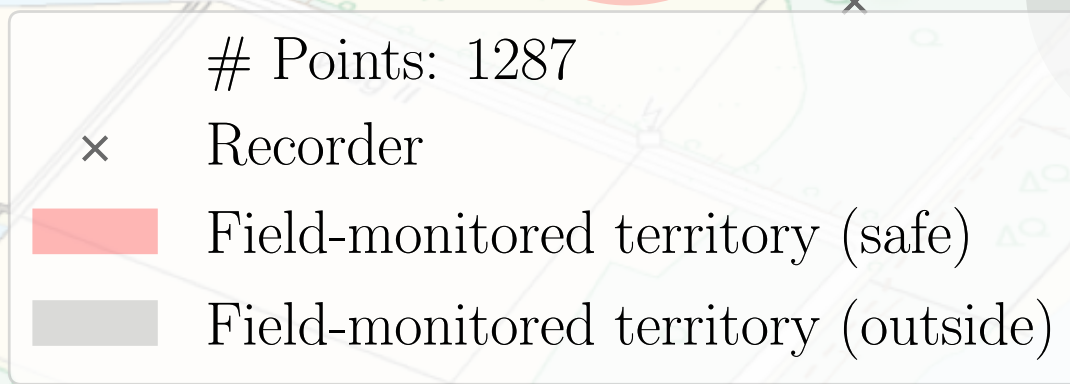 # Points: 1287
Recorder
Field-monitored territory (safe)
Field-monitored territory (outside)